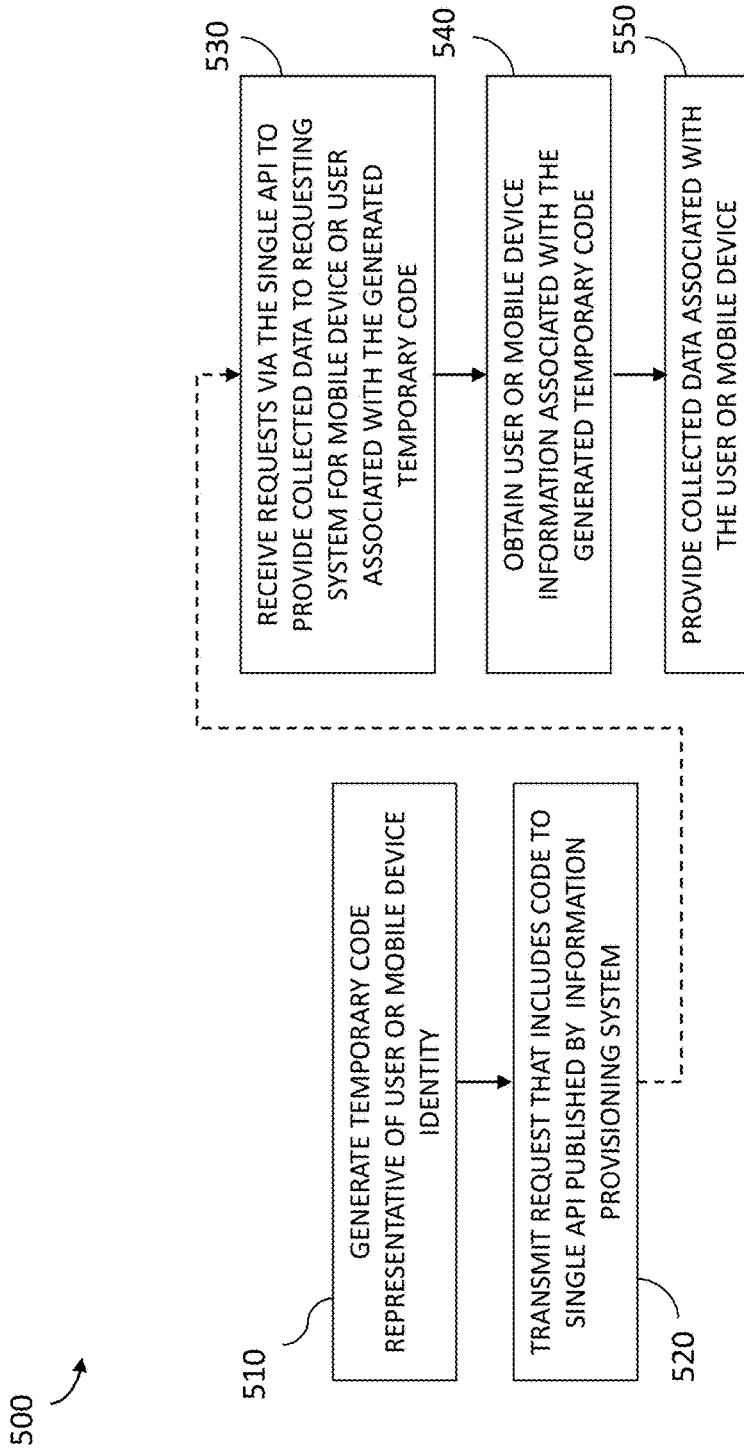 500
510
GENERATE TEMPORARY CODE
REPRESENTATIVE OF USER OR MOBILE DEVICE
IDENTITY
520
TRANSMIT REQUEST THAT INCLUDES CODE TO
SINGLE API PUBLISHED BY INFORMATION
PROVISIONING SYSTEM
530
RECEIVE REQUESTS VIA THE SINGLE API TO
PROVIDE COLLECTED DATA TO REQUESTING
SYSTEM FOR MOBILE DEVICE OR USER
ASSOCIATED WITH THE GENERATED
TEMPORARY CODE
540
OBTAIN USER OR MOBILE DEVICE
INFORMATION ASSOCIATED WITH THE
GENERATED TEMPORARY CODE
550
PROVIDE COLLECTED DATA ASSOCIATED WITH
THE USER OR MOBILE DEVICE